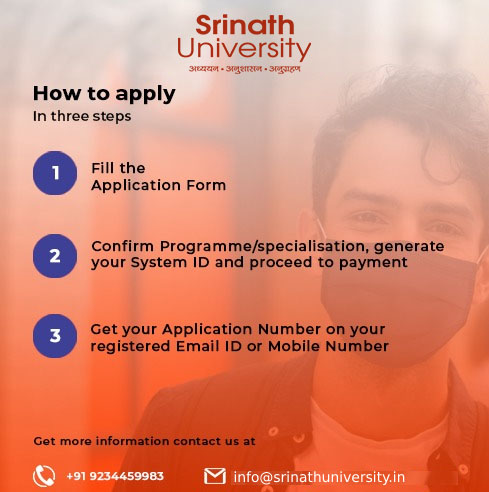 Srinath
University
अध्ययन • अनुशासन • अनुग्रहण
How to apply
In three steps
1
Fill the
Application Form
2
Confirm Programme/specialisation, generate
your System ID and proceed to payment
3
Get your Application Number on your
registered Email ID or Mobile Number
Get more information contact us at
+91 9234459983
info@srinathuniversity.in